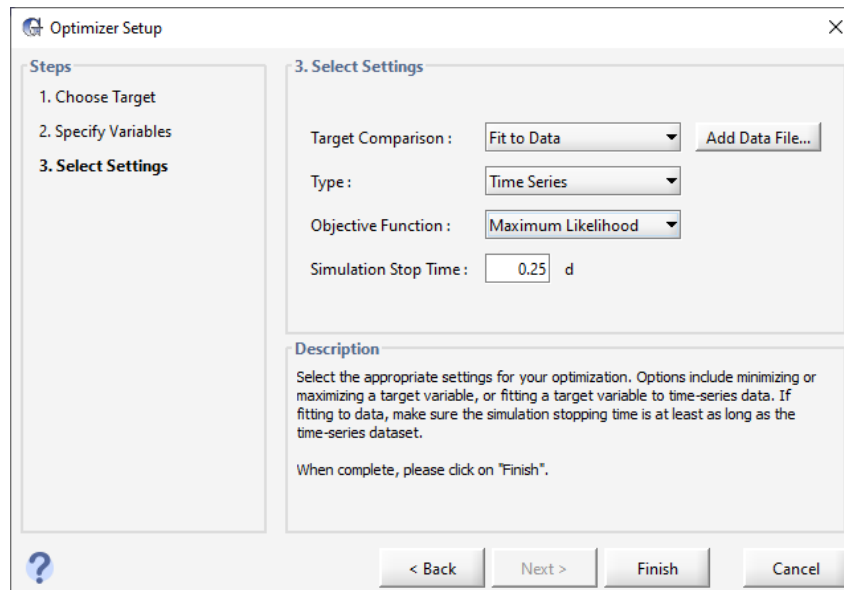 Optimizer Setup
Steps
1. Choose Target
2. Specify Variables
3. Select Settings
3. Select Settings
Target Comparison : Fit to Data Add Data File...
Type : Time Series
Objective Function : Maximum Likelihood
Simulation Stop Time : 0.25 d
Description
Select the appropriate settings for your optimization. Options include minimizing or
maximizing a target variable, or fitting a target variable to time-series data. If
fitting to data, make sure the simulation stopping time is at least as long as the
time-series dataset.
When complete, please click on "Finish".
? < Back Next > Finish Cancel